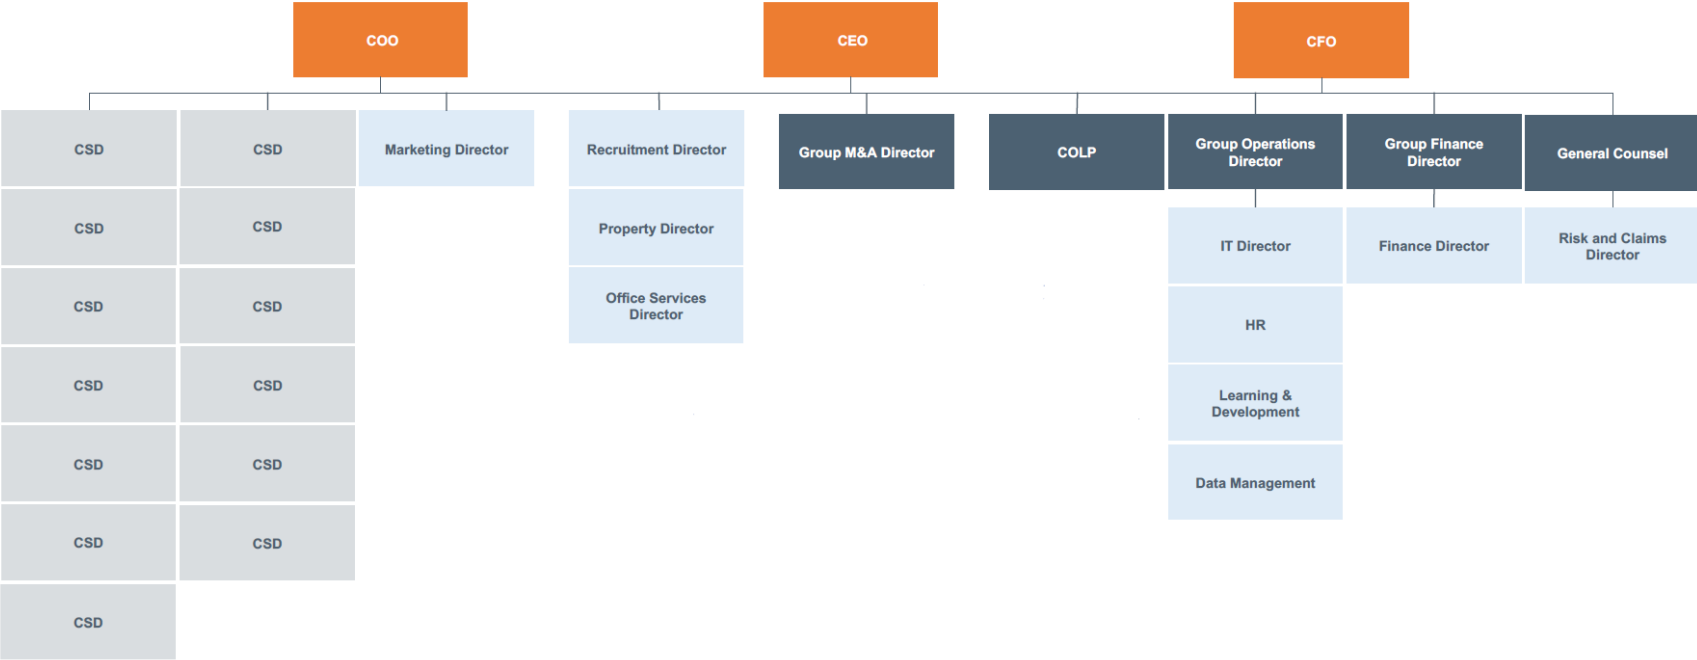 COO
CEO
CFO
CSD
CSD
Marketing Director
Recruitment Director
Group M&A Director
COLP
Group Operations
Director
Group Finance
Director
General Counsel
CSD
CSD
Property Director
IT Director
Finance Director
Risk and Claims
Director
CSD
CSD
Office Services
Director
HR
CSD
CSD
Learning &
Development
CSD
CSD
Data Management
CSD
CSD
CSD